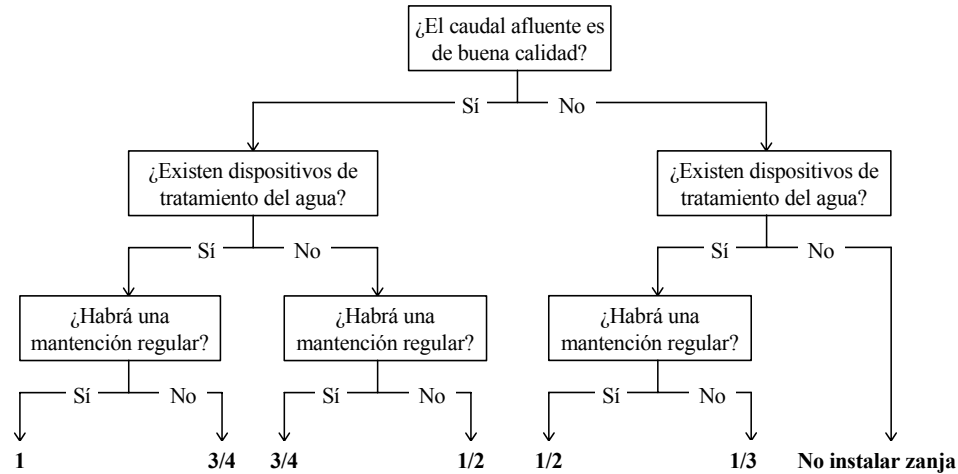 ¿El caudal afluente es
de buena calidad?
Sí No
¿Existen dispositivos de
tratamiento del agua?
¿Existen dispositivos de
tratamiento del agua?
Sí No
Sí No
¿Habrá una
mantención regular?
¿Habrá una
mantención regular?
¿Habrá una
mantención regular?
Sí No
Sí No
Sí No
1 3/4 3/4 1/2 1/2 1/3 No instalar zanja